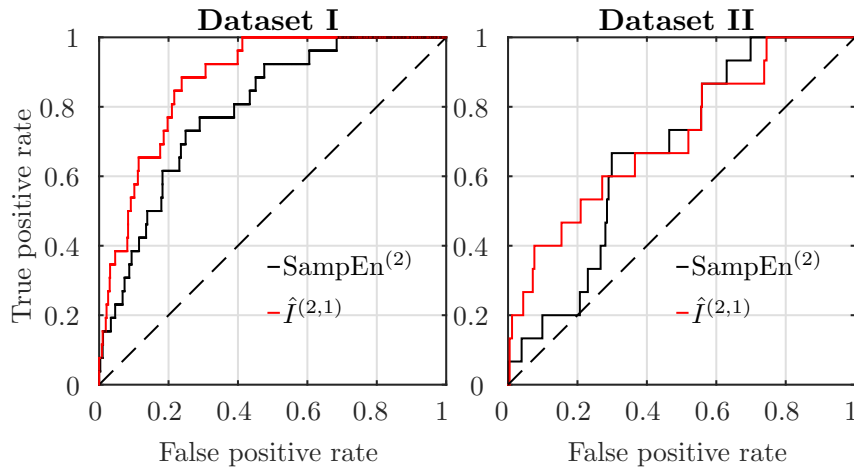 Dataset I
Dataset II
True positive rate
1
0.8
0.6
0.4
0.2
0
0 0.2 0.4 0.6 0.8 1
False positive rate
SampEn⁽²⁾
Î⁽²,¹⁾
1
0.8
0.6
0.4
0.2
0
0 0.2 0.4 0.6 0.8 1
False positive rate
SampEn⁽²⁾
Î⁽²,¹⁾